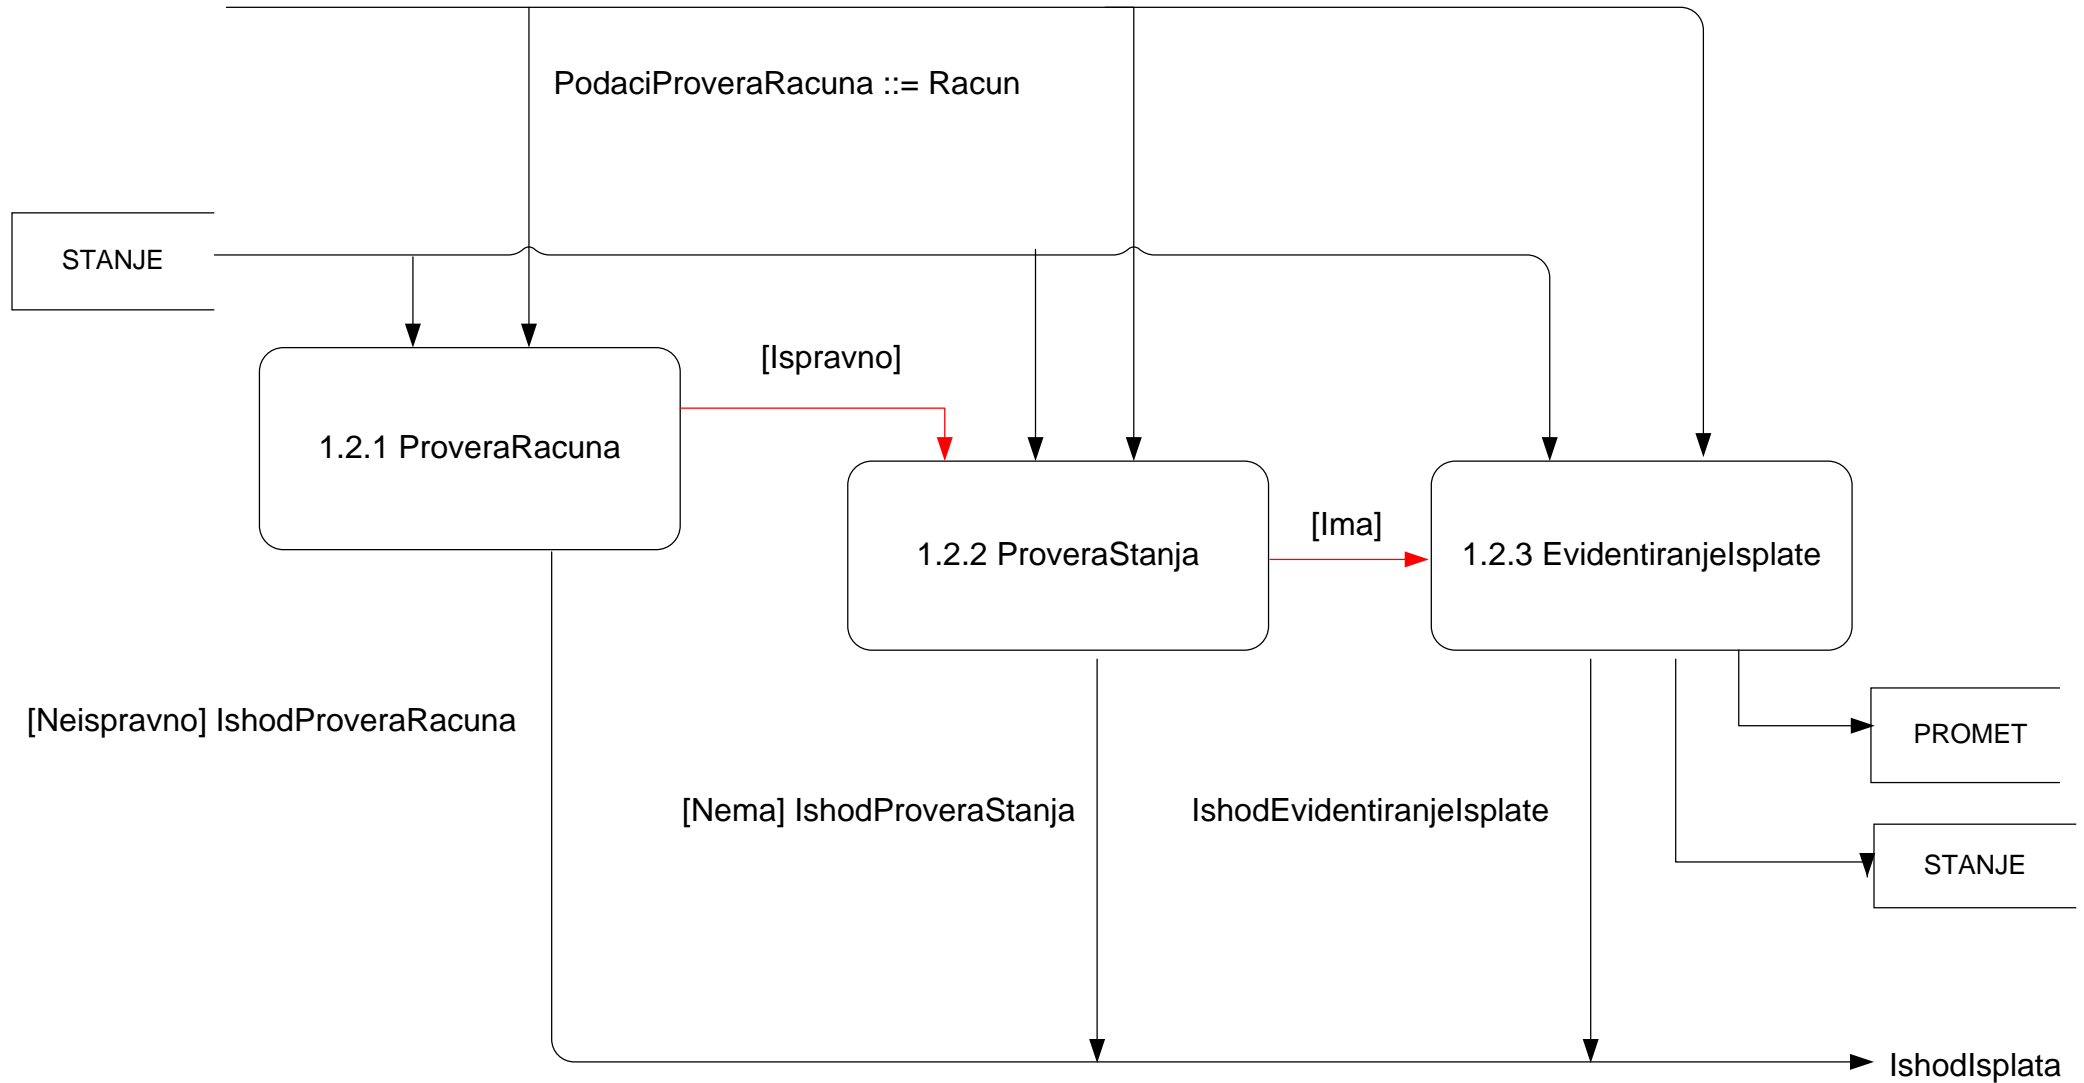 PodaciProveraRacuna ::= Racun
STANJE
[Ispravno]
1.2.1 ProveraRacuna
[Ima]
1.2.2 ProveraStanja
1.2.3 EvidentiranjeIsplate
[Neispravno] IshodProveraRacuna
PROMET
[Nema] IshodProveraStanja
IshodEvidentiranjeIsplate
STANJE
IshodIsplata